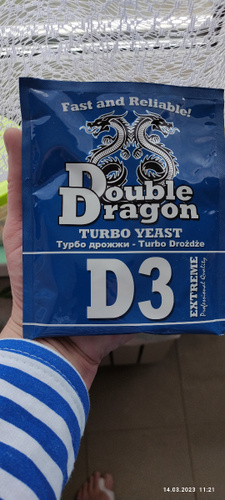 Fast and Reliable!
Double
Dragon
TURBO YEAST
Турбо дрожжи - Turbo Drożdże
D3
EXTREME
Professional Quality
14.03.2023 11:21